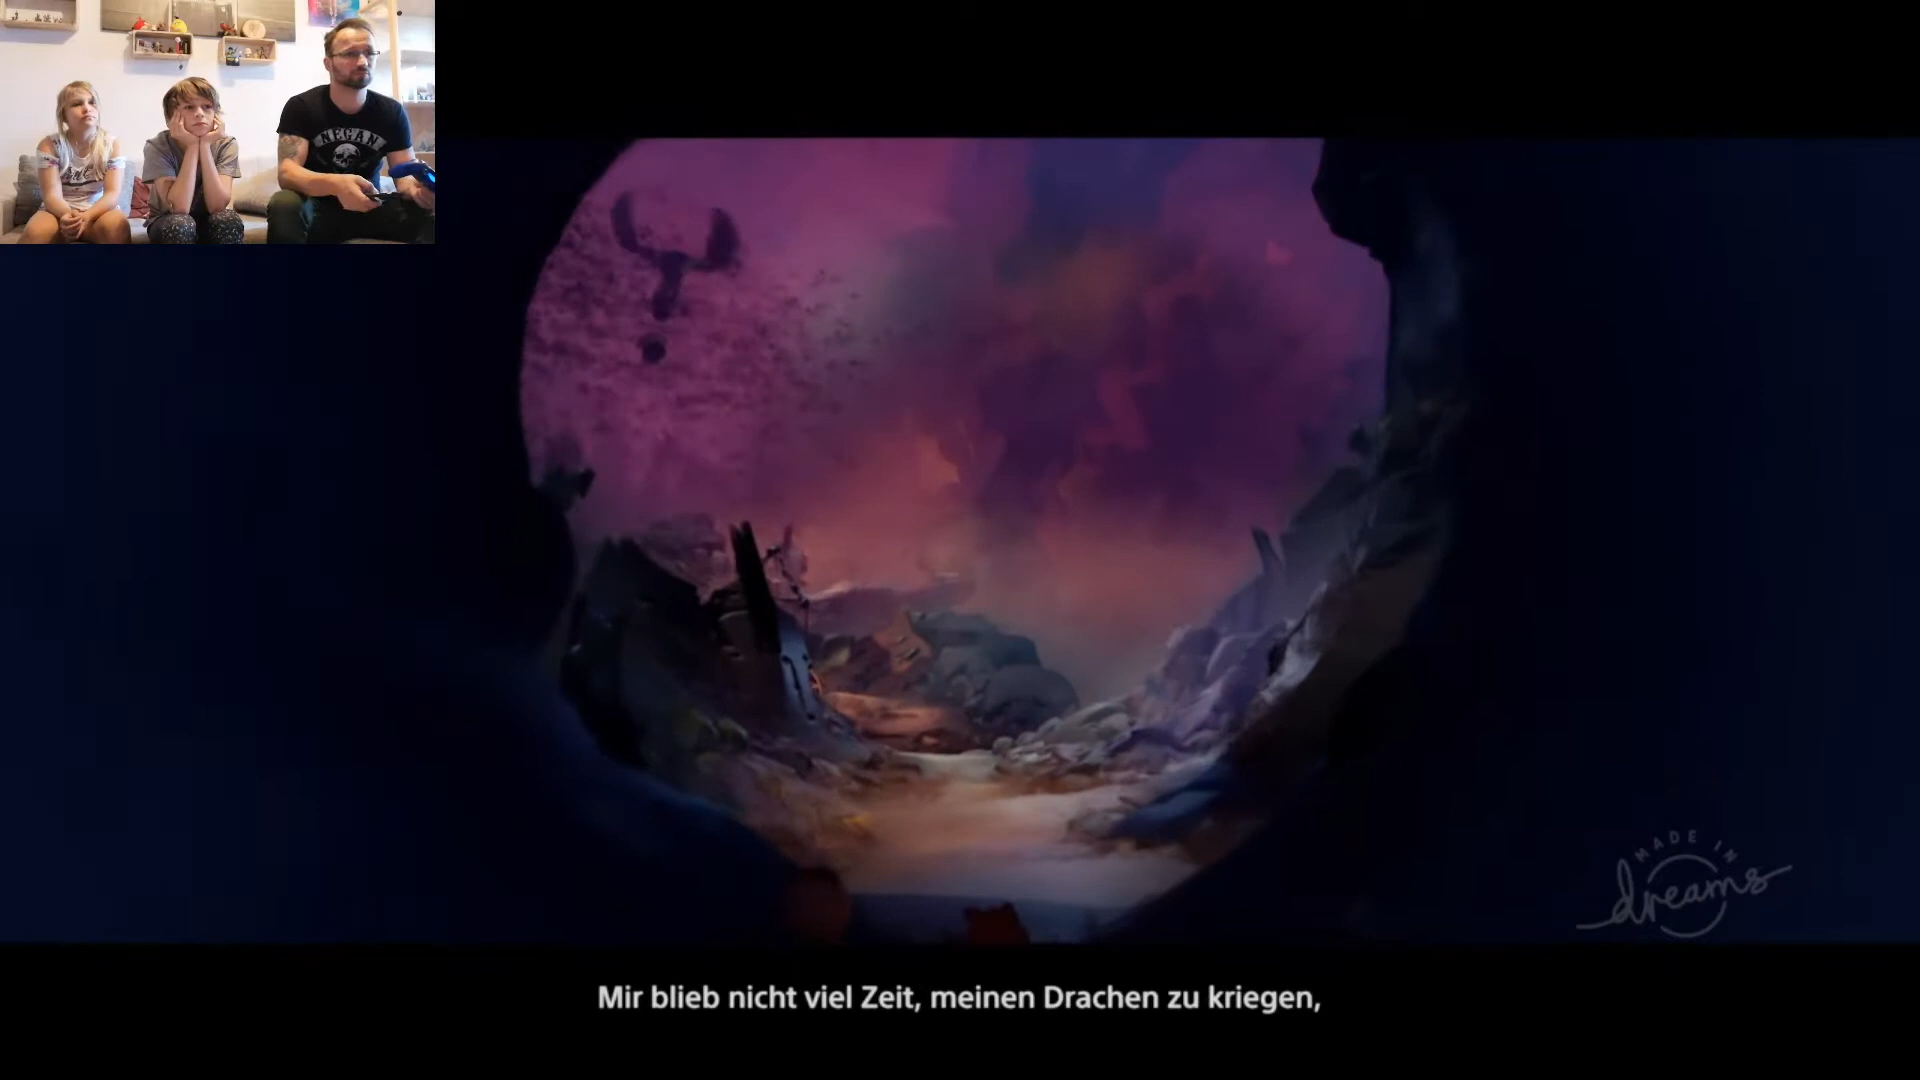 NEGAN
MADE IN
dreams
Mir blieb nicht viel Zeit, meinen Drachen zu kriegen,